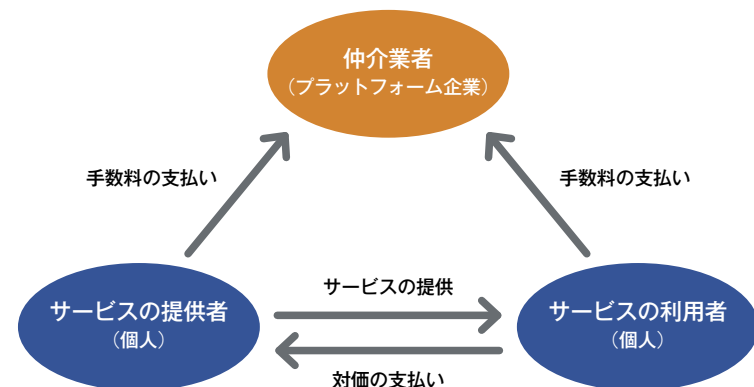 仲介業者
（プラットフォーム企業）
手数料の支払い
手数料の支払い
サービスの提供者
（個人）
サービスの提供
サービスの利用者
（個人）
対価の支払い